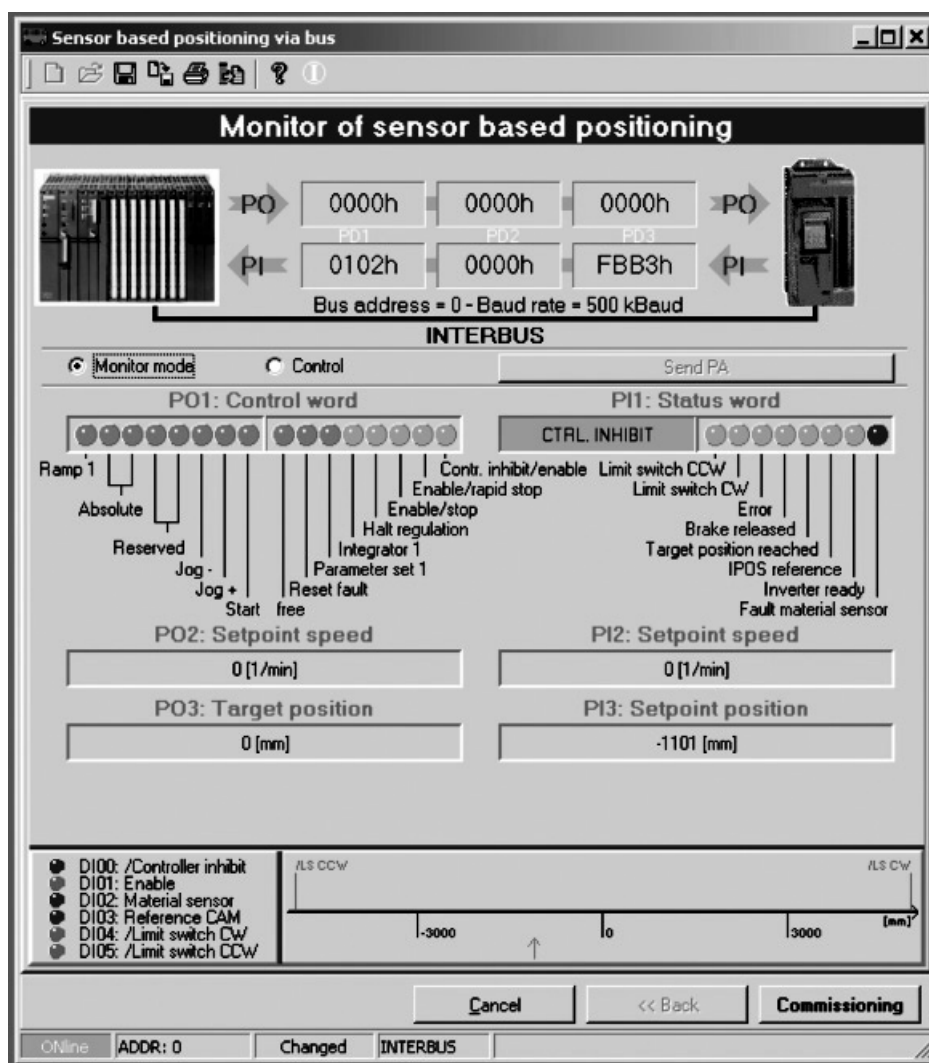 Sensor based positioning via bus
Monitor of sensor based positioning
PO 0000h 0000h 0000h PO
PD1 PD2 PD3
PI 0102h 0000h FBB3h PI
Bus address = 0 - Baud rate = 500 kBaud
INTERBUS
Monitor mode Control Send PA
PO1: Control word PI1: Status word
CTRL. INHIBIT
Ramp 1 Contr. inhibit/enable Limit switch CCW
Enable/rapid stop Limit switch CW
Absolute Enable/stop Error
Halt regulation Brake released
Reserved Integrator 1 Target position reached
Jog - Parameter set 1 IPOS reference
Jog + Reset fault Inverter ready
Start free Fault material sensor
PO2: Setpoint speed PI2: Setpoint speed
0 [1/min] 0 [1/min]
PO3: Target position PI3: Setpoint position
0 [mm] -1101 [mm]
DI00: /Controller inhibit
DI01: Enable
DI02: Material sensor
DI03: Reference CAM
DI04: /Limit switch CW
DI05: /Limit switch CCW
/LS CCW /LS CW
-3000 0 3000 [mm]
Cancel << Back Commissioning
ONline ADDR: 0 Changed INTERBUS